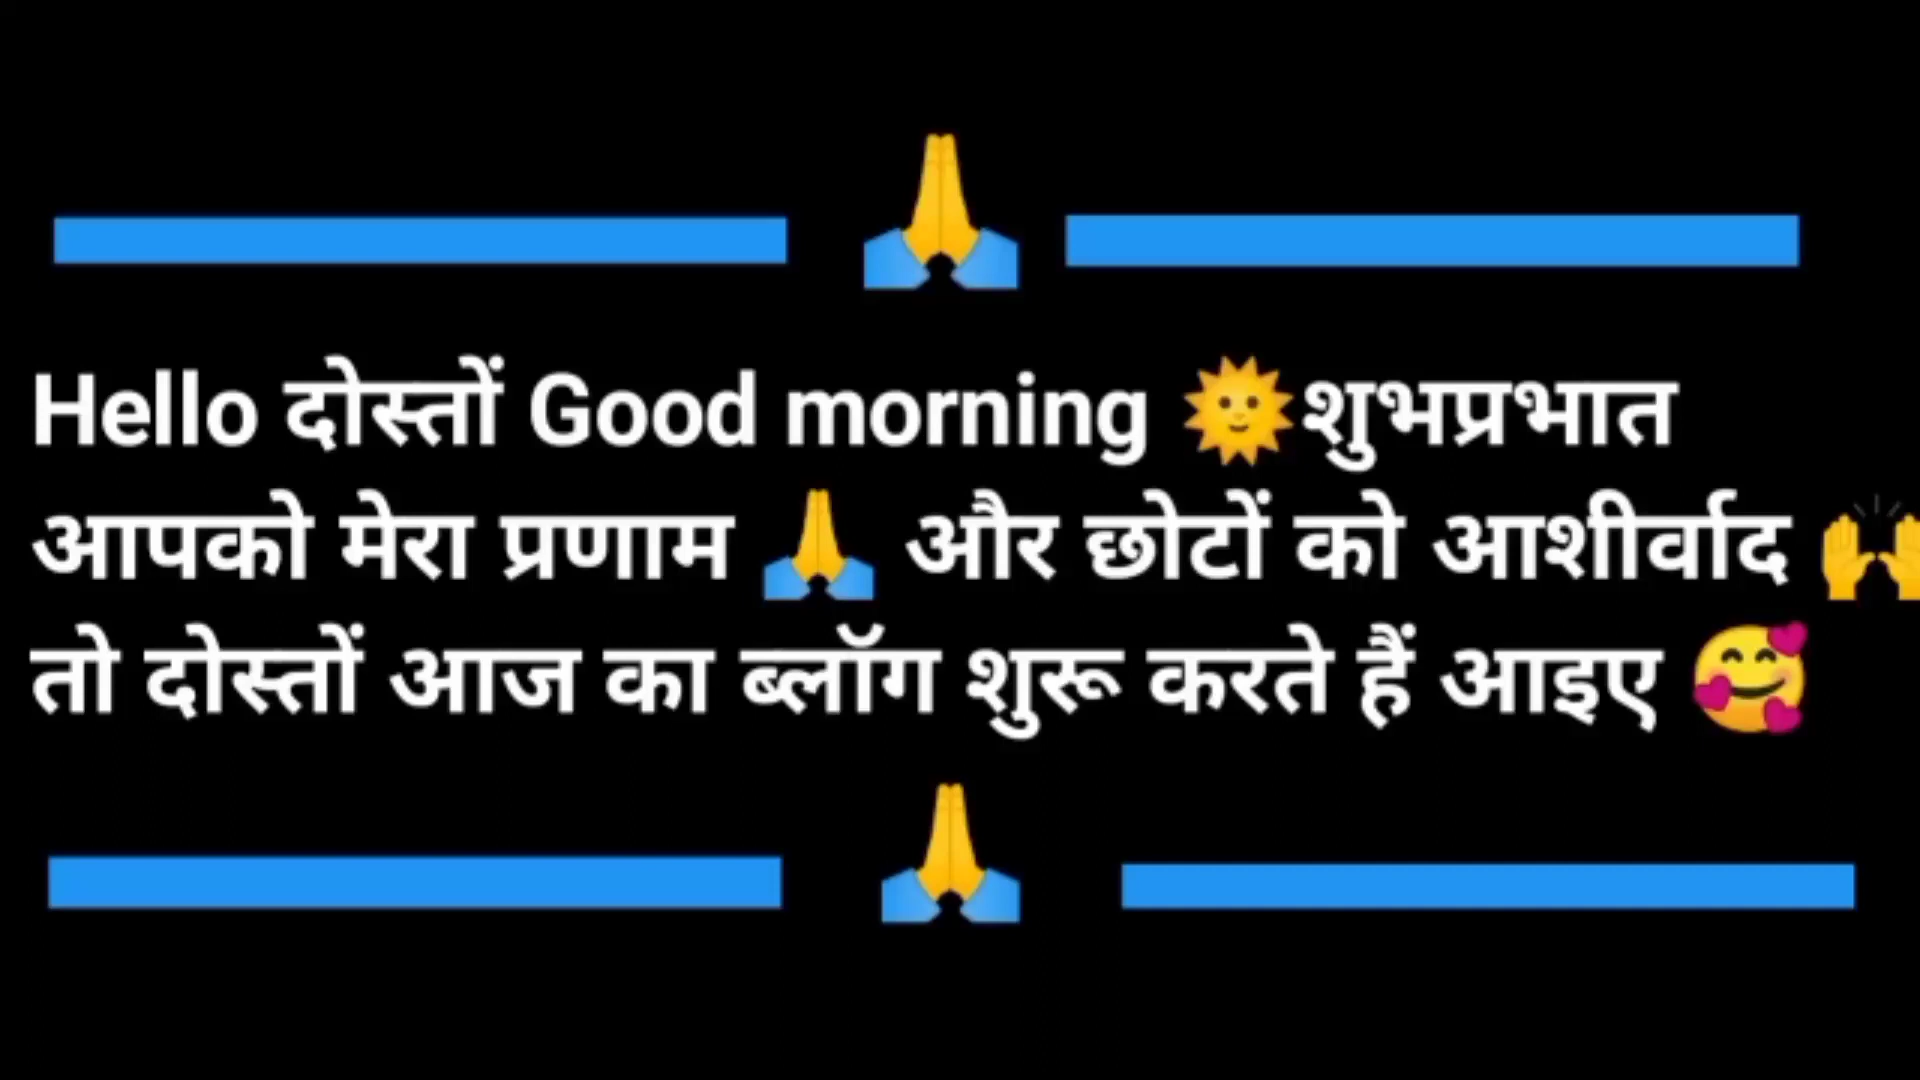 Hello दोस्तों Good morning 🌞शुभप्रभात
आपको मेरा प्रणाम 🙏 और छोटों को आशीर्वाद 🙌
तो दोस्तों आज का ब्लॉग शुरू करते हैं आइए 🥰